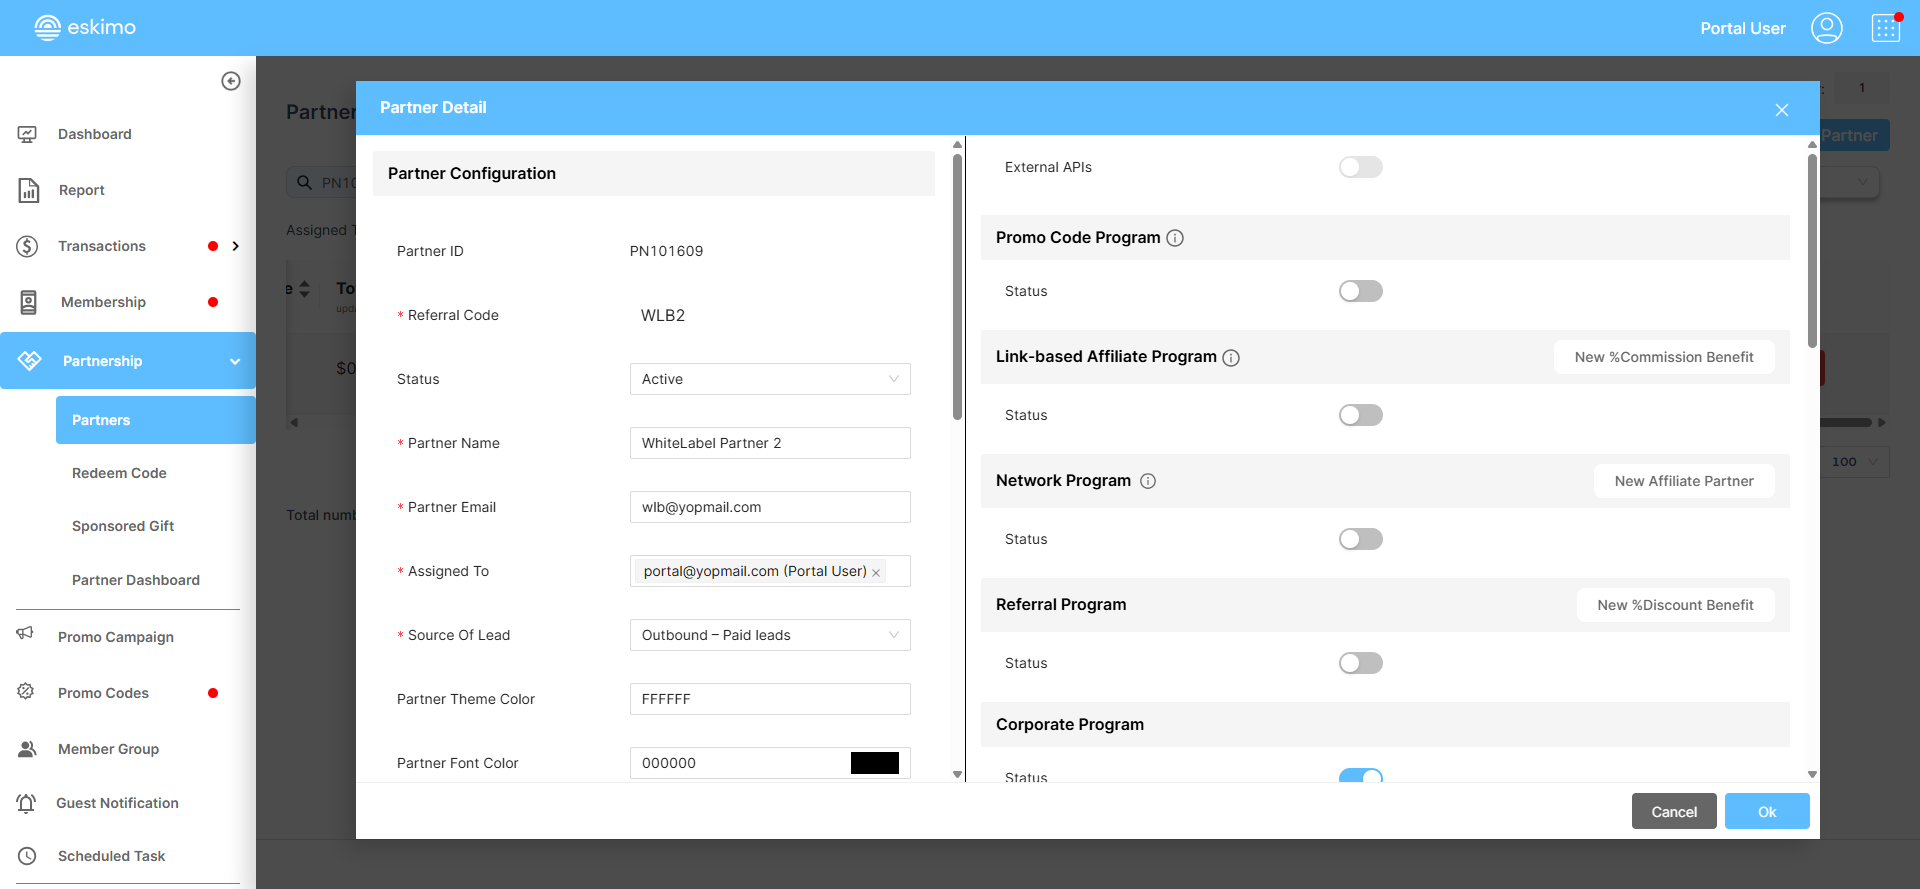 eskimo
Portal User
Dashboard
Report
Transactions
Membership
Partnership
Partners
Redeem Code
Sponsored Gift
Partner Dashboard
Promo Campaign
Promo Codes
Member Group
Guest Notification
Scheduled Task
Partner
PN10
Assigned
e
To
upda
$0
Total numb
1
Partner
100
Partner Detail
Partner Configuration
Partner ID PN101609
* Referral Code WLB2
Status Active
* Partner Name WhiteLabel Partner 2
* Partner Email wlb@yopmail.com
* Assigned To portal@yopmail.com (Portal User)
* Source Of Lead Outbound – Paid leads
Partner Theme Color FFFFFF
Partner Font Color 000000
External APIs
Promo Code Program
Status
Link-based Affiliate Program New %Commission Benefit
Status
Network Program New Affiliate Partner
Status
Referral Program New %Discount Benefit
Status
Corporate Program
Status
Cancel Ok